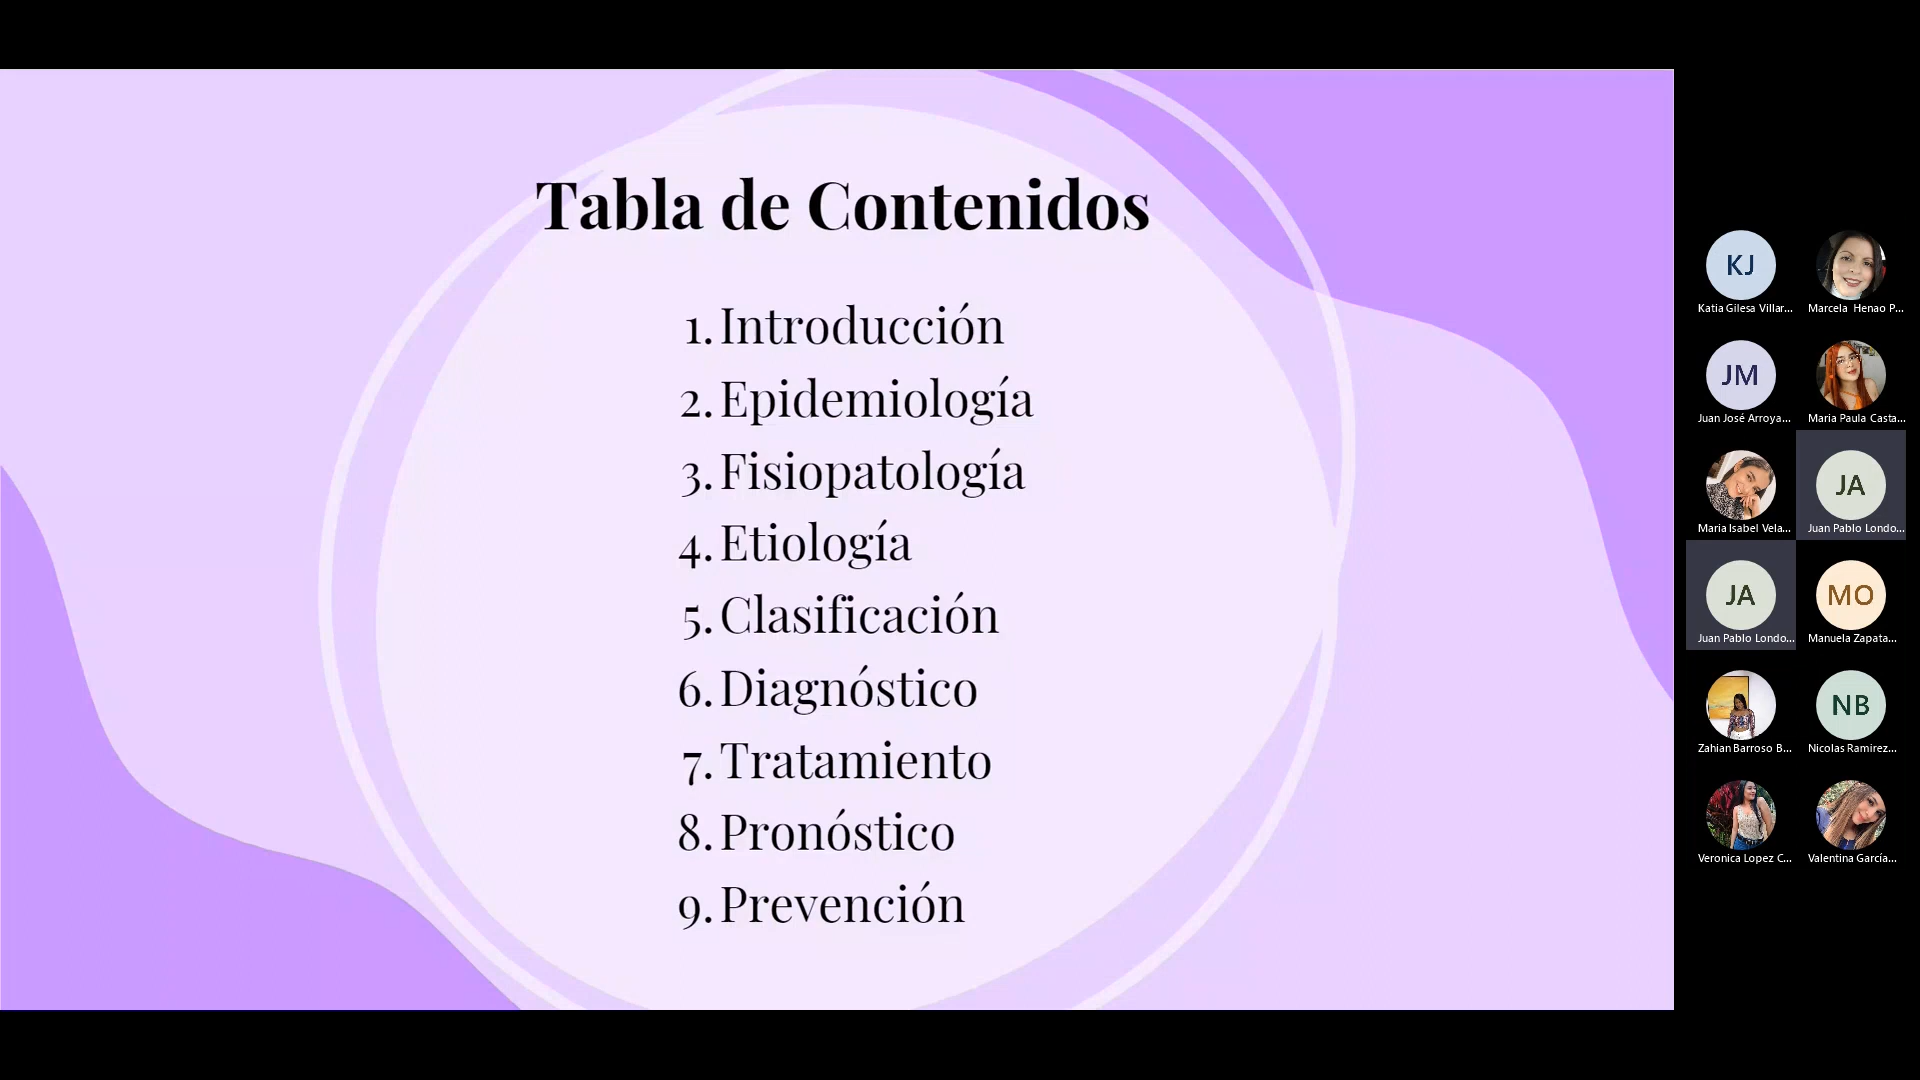 Tabla de Contenidos
1. Introducción
2. Epidemiología
3. Fisiopatología
4. Etiología
5. Clasificación
6. Diagnóstico
7. Tratamiento
8. Pronóstico
9. Prevención
KJ
Katia Gilesa Villar...
Marcela Henao P...
JM
Juan José Arroya...
Maria Paula Casta...
Maria Isabel Vela...
JA
Juan Pablo Londo...
JA
Juan Pablo Londo...
MO
Manuela Zapata...
Zahian Barroso B...
NB
Nicolas Ramirez...
Veronica Lopez C...
Valentina García...